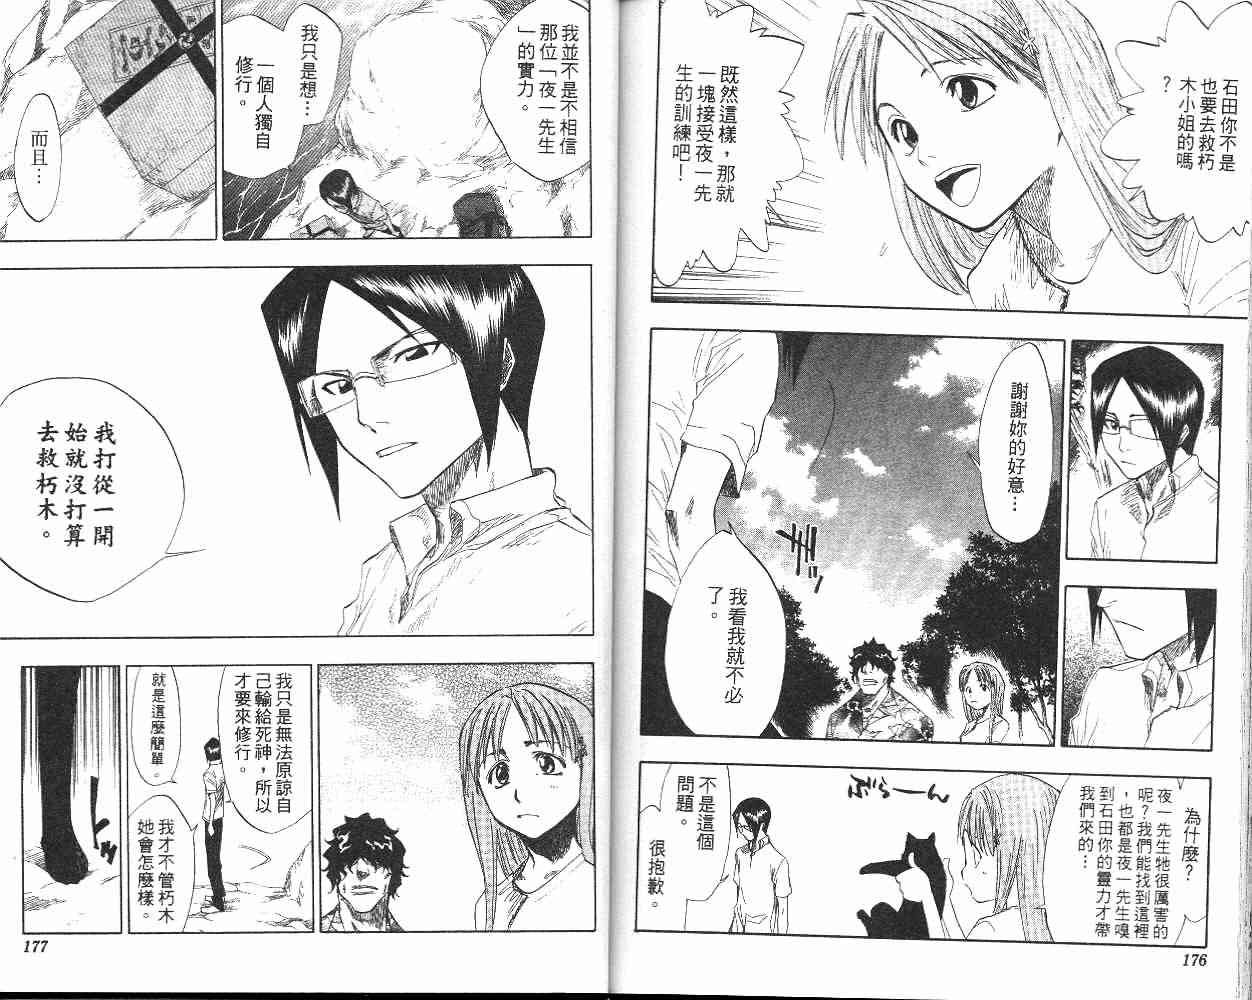 石田你不是
也要去救朽
木小姐的嗎
？
既然這樣，那就
一塊接受夜一先
生的訓練吧！
謝謝妳的好意…
我看我就不必
了。
為什麼？
夜一先生牠很厲害的
呢？我們能找到這裡
，也都是夜一先生嗅
到石田你的靈力才帶
我們來的…
ぶらーーん
不是這個
問題。
很抱歉。
176
我並不是不相信
那位「夜一先生
」的實力。
我只是想…
一個人獨自
修行。
而且…
我打從一開
始就沒打算
去救朽木。
我只是無法原諒自
己輸給死神，所以
才要來修行。
就是這麼簡單。
我才不管朽木
她會怎麼樣。
177